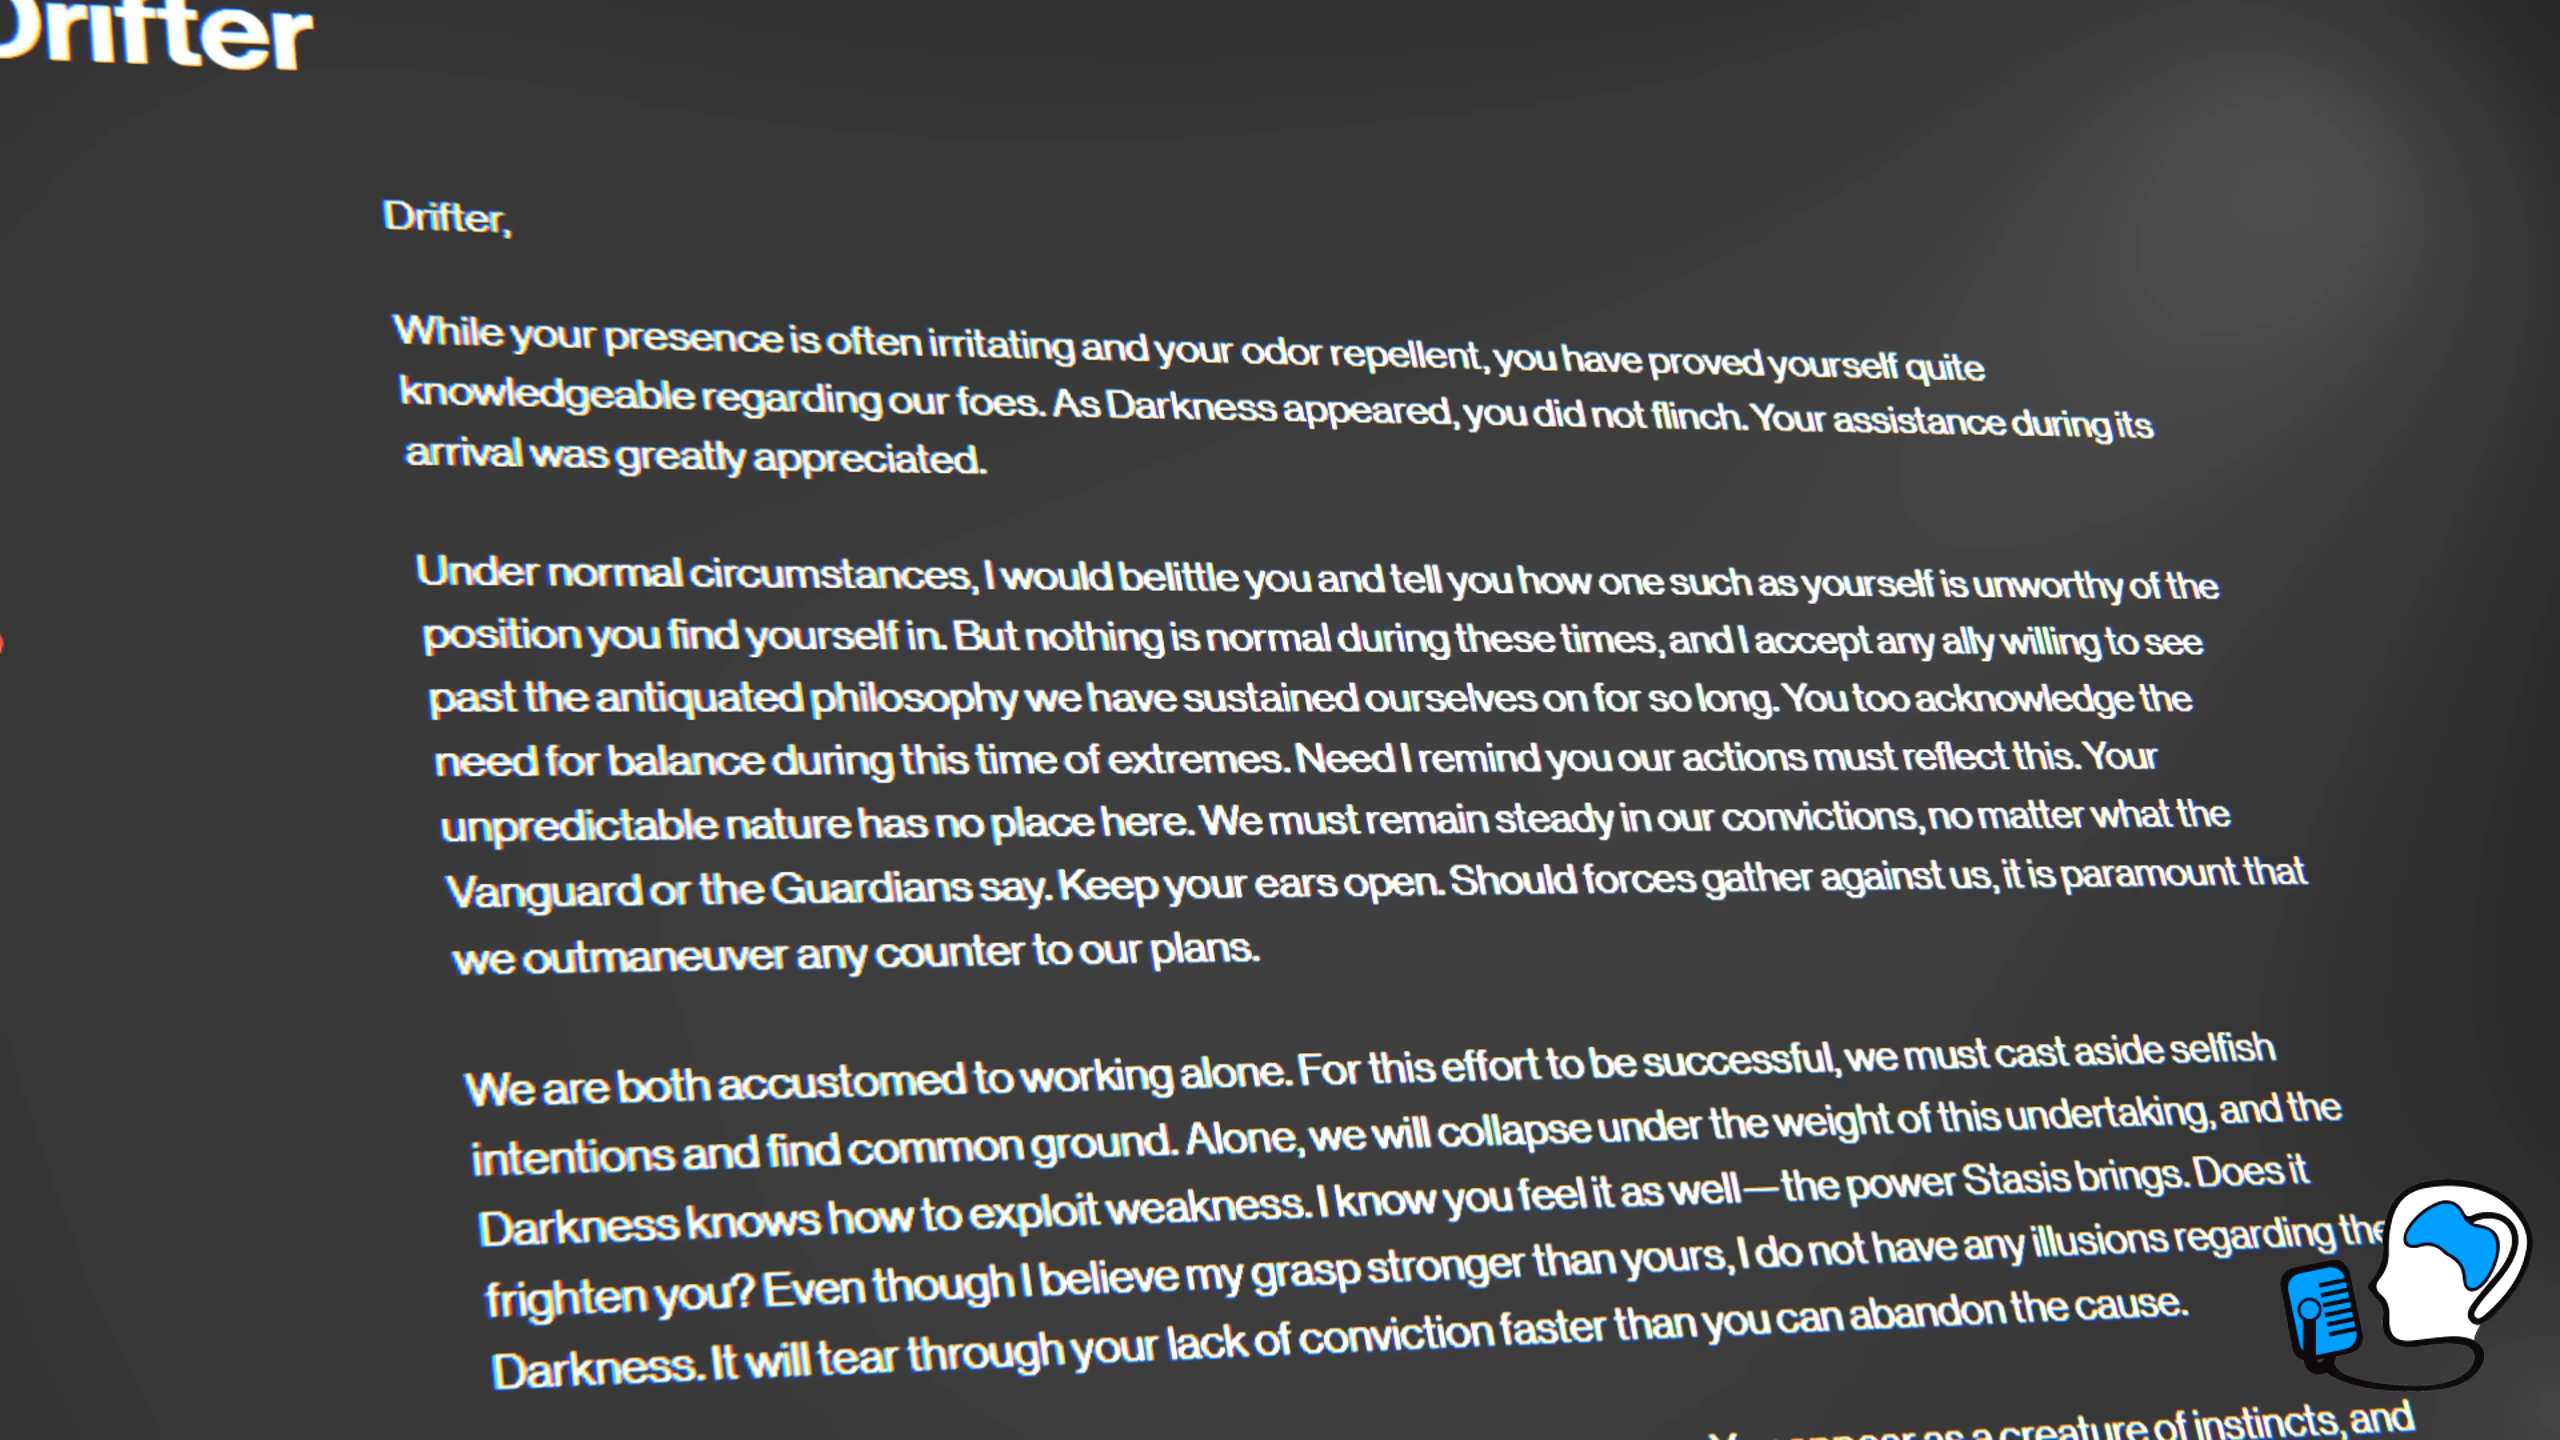 Drifter
Drifter,
While your presence is often irritating and your odor repellent, you have proved yourself quite
knowledgeable regarding our foes. As Darkness appeared, you did not flinch. Your assistance during its
arrival was greatly appreciated.
Under normal circumstances, I would belittle you and tell you how one such as yourself is unworthy of the
position you find yourself in. But nothing is normal during these times, and I accept any ally willing to see
past the antiquated philosophy we have sustained ourselves on for so long. You too acknowledge the
need for balance during this time of extremes. Need I remind you our actions must reflect this. Your
unpredictable nature has no place here. We must remain steady in our convictions, no matter what the
Vanguard or the Guardians say. Keep your ears open. Should forces gather against us, it is paramount that
we outmaneuver any counter to our plans.
We are both accustomed to working alone. For this effort to be successful, we must cast aside selfish
intentions and find common ground. Alone, we will collapse under the weight of this undertaking, and the
Darkness knows how to exploit weakness. I know you feel it as well—the power Stasis brings. Does it
frighten you? Even though I believe my grasp stronger than yours, I do not have any illusions regarding the
Darkness. It will tear through your lack of conviction faster than you can abandon the cause.
as a creature of instincts, and